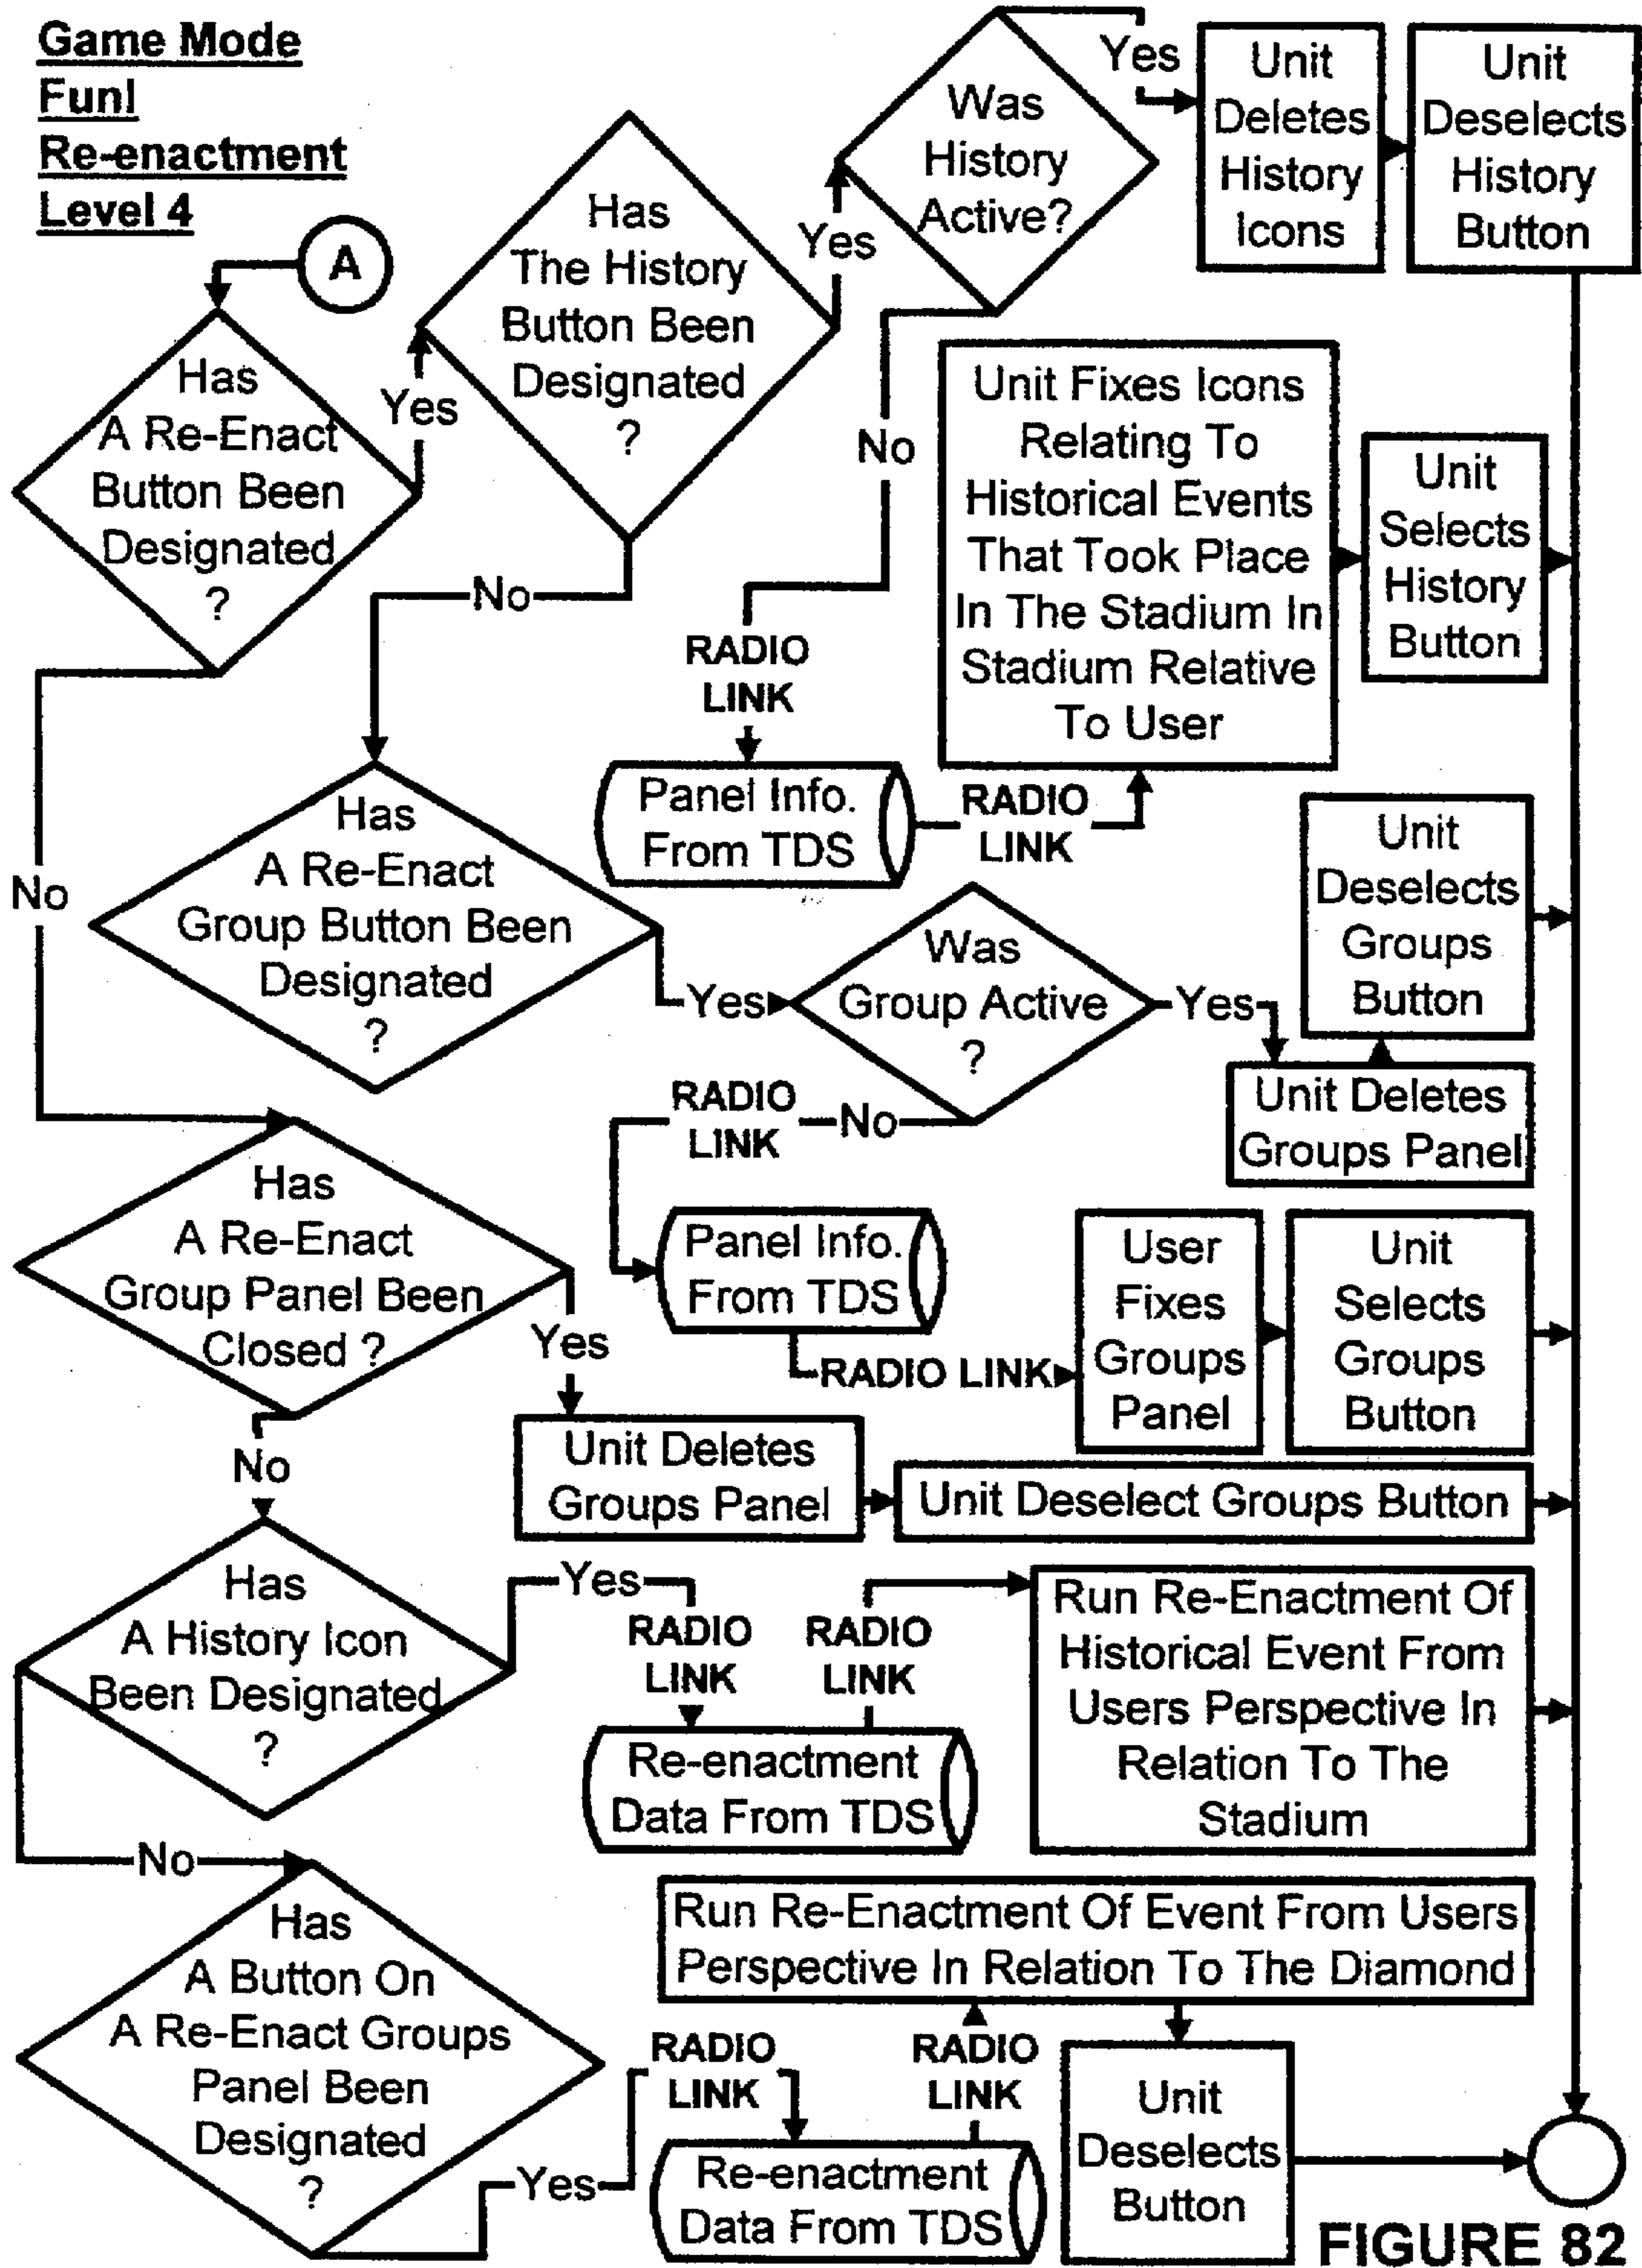 Game Mode
Fun!
Re-enactment
Level 4
A
Has
A Re-Enact
Button Been
Designated
?
Yes
Has
The History
Button Been
Designated
?
Yes
Was
History
Active?
Yes
Unit
Deletes
History
Icons
Unit
Deselects
History
Button
No
RADIO
LINK
Panel Info.
From TDS
RADIO
LINK
Unit Fixes Icons
Relating To
Historical Events
That Took Place
In The Stadium In
Stadium Relative
To User
Unit
Selects
History
Button
No
No
Has
A Re-Enact
Group Button Been
Designated
?
Yes
Was
Group Active
?
Yes
Unit Deletes
Groups Panel
Unit
Deselects
Groups
Button
No
RADIO
LINK
Panel Info.
From TDS
RADIO LINK
User
Fixes
Groups
Panel
Unit
Selects
Groups
Button
Has
A Re-Enact
Group Panel Been
Closed ?
Yes
Unit Deletes
Groups Panel
Unit Deselect Groups Button
No
Has
A History Icon
Been Designated
?
Yes
RADIO
LINK
Re-enactment
Data From TDS
RADIO
LINK
Run Re-Enactment Of
Historical Event From
Users Perspective In
Relation To The
Stadium
No
Has
A Button On
A Re-Enact Groups
Panel Been
Designated
?
Yes
RADIO
LINK
Re-enactment
Data From TDS
RADIO
LINK
Run Re-Enactment Of Event From Users
Perspective In Relation To The Diamond
Unit
Deselects
Button
FIGURE 82